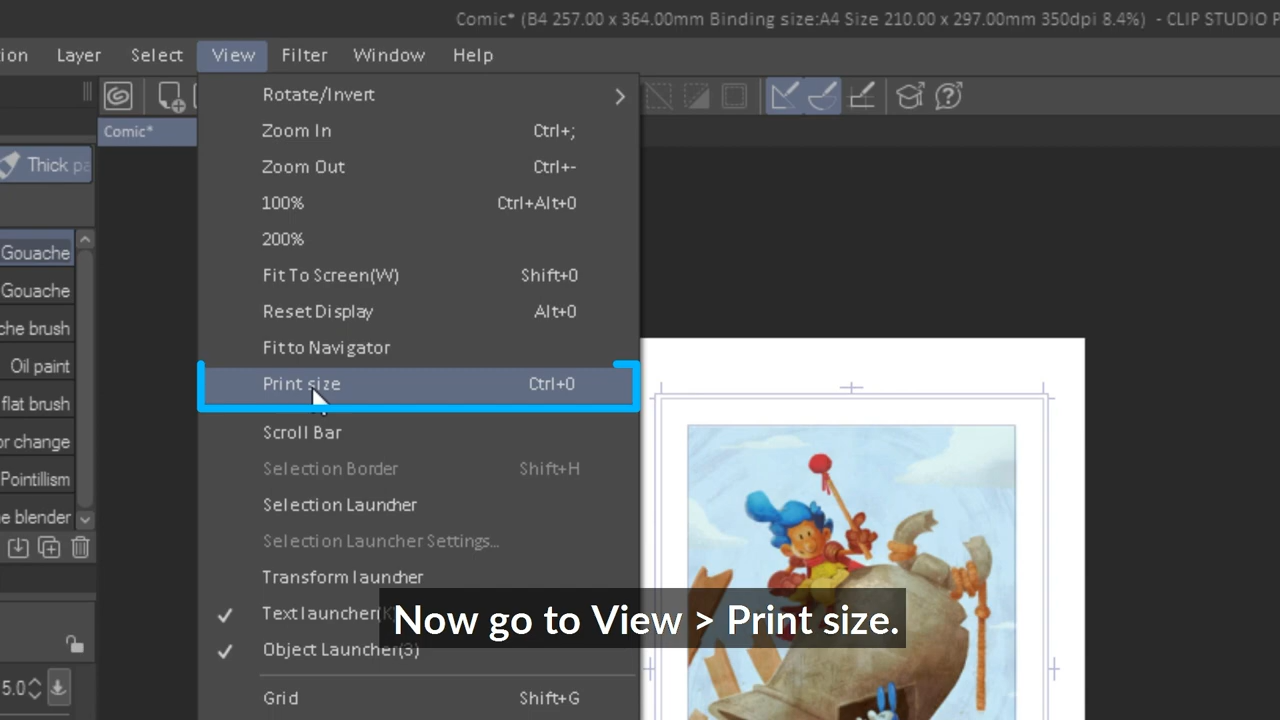 Comic* (B4 257.00 x 364.00mm Binding size:A4 Size 210.00 x 297.00mm 350dpi 8.4%) - CLIP STUDIO P
ion Layer Select View Filter Window Help
Comic*
Thick pa
Gouache
Gouache
che brush
Oil paint
flat brush
or change
Pointillism
e blender
5.0
Rotate/Invert
Zoom In Ctrl+;
Zoom Out Ctrl+-
100% Ctrl+Alt+0
200%
Fit To Screen(W) Shift+0
Reset Display Alt+0
Fit to Navigator
Print size Ctrl+0
Scroll Bar
Selection Border Shift+H
Selection Launcher
Selection Launcher Settings...
Transform launcher
Text launcher(
Object Launcher(3)
Grid Shift+G
Now go to View > Print size.